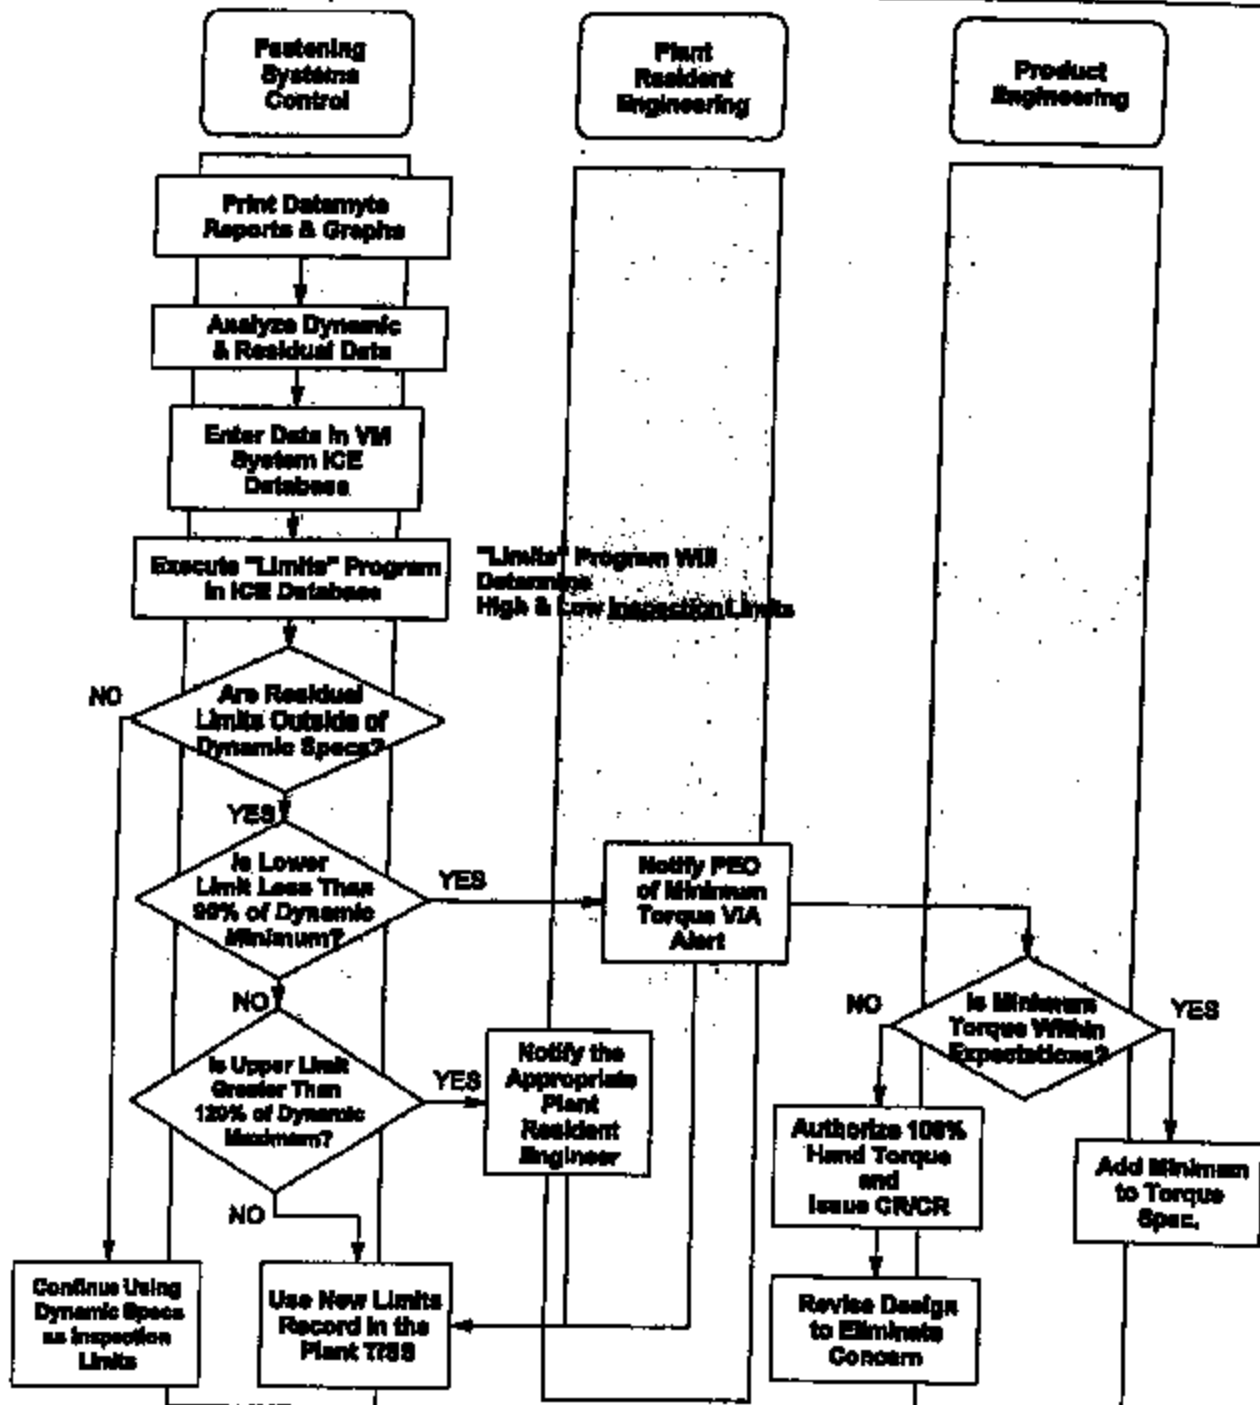 Fastening
Systems
Control
Plant
Resident
Engineering
Product
Engineering
Print Datamyte
Reports & Graphs
Analyze Dynamic
& Residual Data
Enter Data in VM
System ICE
Database
Execute "Limits" Program
in ICE Database
"Limits" Program Will
Determine
High & Low Inspection Limits
NO
Are Residual
Limits Outside of
Dynamic Specs?
YES
Is Lower
Limit Less Than
of Dynamic
Minimum?
YES
Notify PEO
of Minimum
Torque VIA
Alert
NO
Is Upper Limit
Greater Than
120% of Dynamic
Maximum?
YES
Notify the
Appropriate
Plant
Resident
Engineer
NO
Is Minimum
Torque Within
Expectations?
YES
Authorize 100%
Hand Torque
and
Issue CR/CR
Add Minimum
to Torque
Spec.
NO
Continue Using
Dynamic Specs
as Inspection
Limits
Use New Limits
Record in the
Plant
Revise Design
to Eliminate
Concern